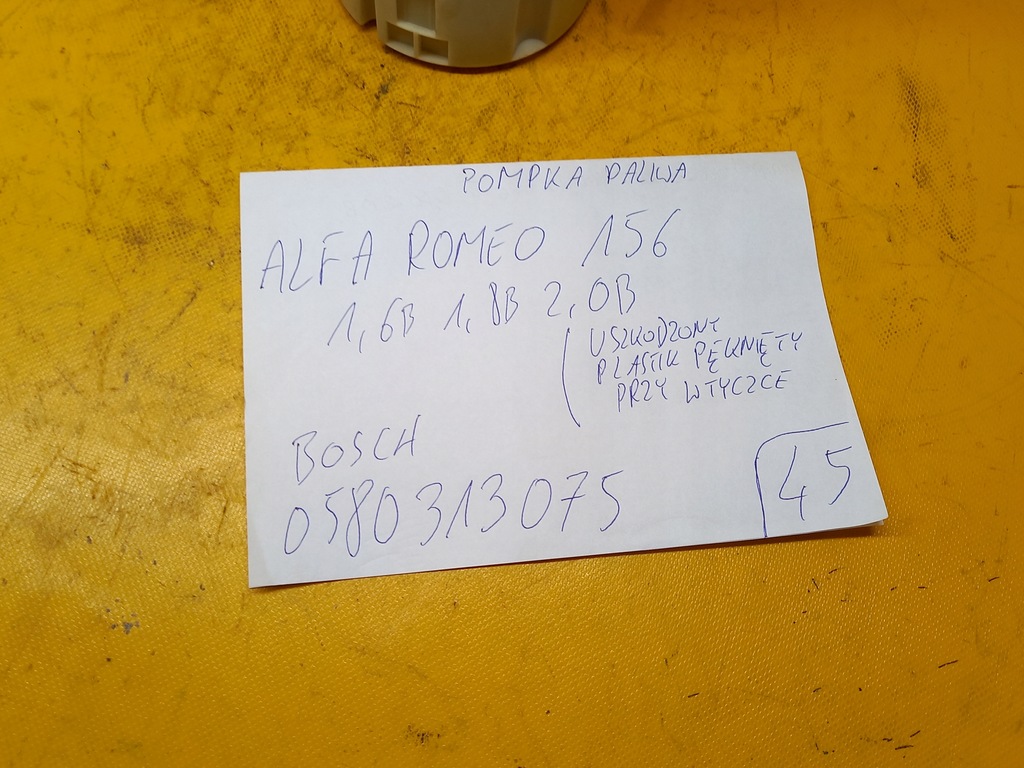 POMPKA PALIWA
ALFA ROMEO 156
1,6B 1,8B 2,0B
USZKODZONY
PLASTIK PĘKNIĘTY
PRZY WTYCZCE
BOSCH
0580313075
45